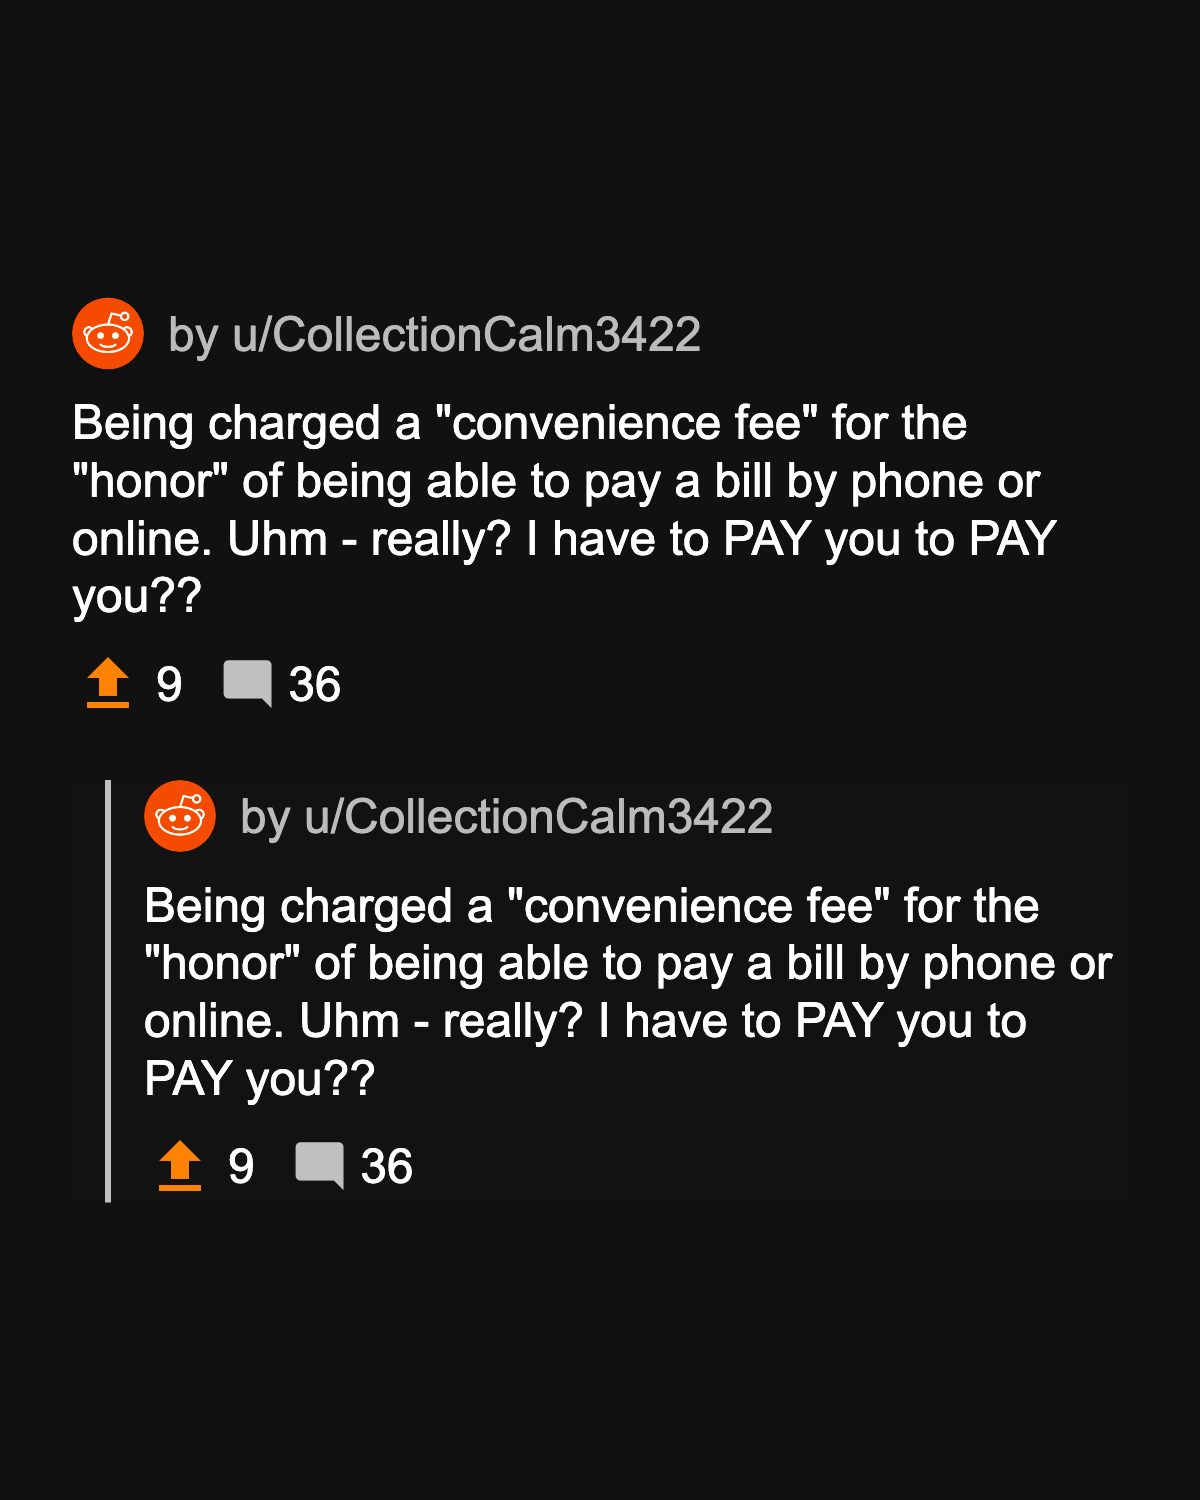 by u/CollectionCalm3422
Being charged a "convenience fee" for the
"honor" of being able to pay a bill by phone or
online. Uhm - really? I have to PAY you to PAY
you??
9 36
by u/CollectionCalm3422
Being charged a "convenience fee" for the
"honor" of being able to pay a bill by phone or
online. Uhm - really? I have to PAY you to
PAY you??
9 36